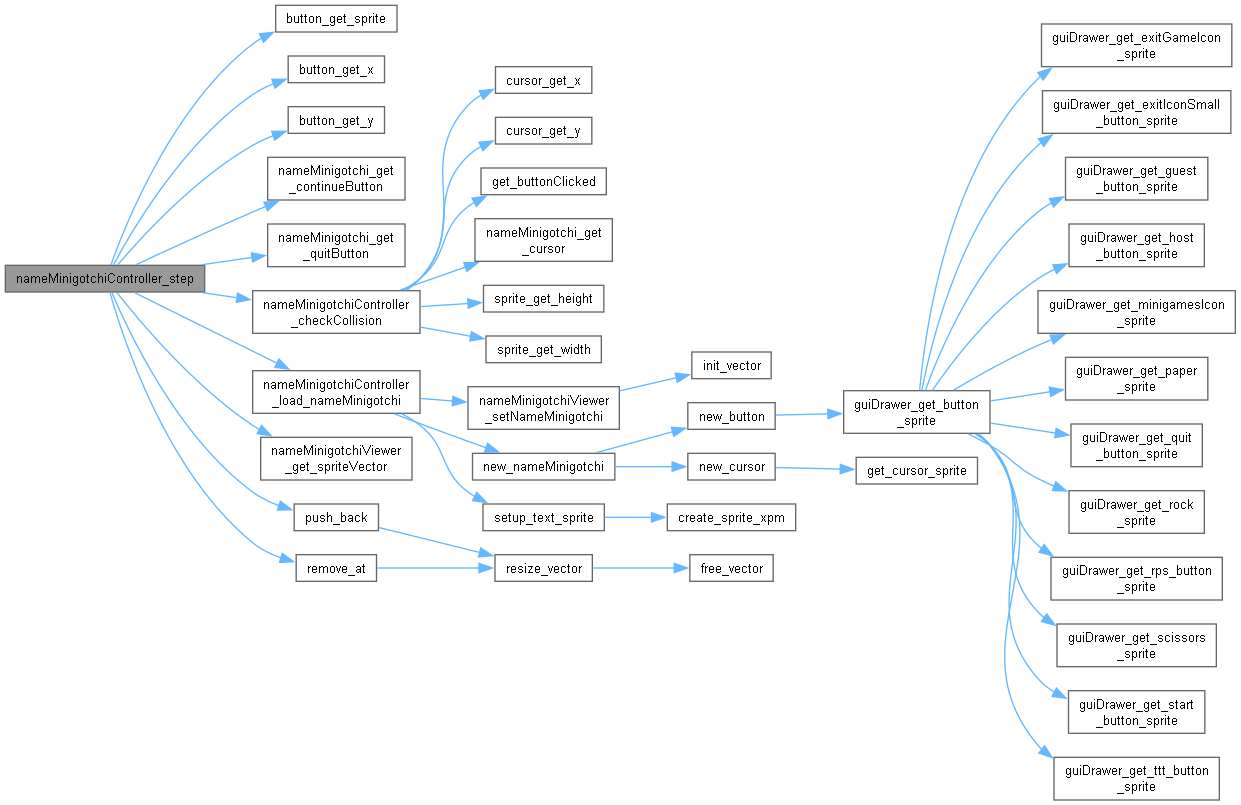 nameMinigotchiController_step
button_get_sprite
button_get_x
button_get_y
nameMinigotchi_get
_continueButton
nameMinigotchi_get
_quitButton
nameMinigotchiController
_checkCollision
nameMinigotchiController
_load_nameMinigotchi
nameMinigotchiViewer
_get_spriteVector
push_back
remove_at
cursor_get_x
cursor_get_y
get_buttonClicked
nameMinigotchi_get
_cursor
sprite_get_height
sprite_get_width
nameMinigotchiViewer
_setNameMinigotchi
new_nameMinigotchi
setup_text_sprite
resize_vector
init_vector
new_button
new_cursor
create_sprite_xpm
free_vector
guiDrawer_get_button
_sprite
get_cursor_sprite
guiDrawer_get_exitGameIcon
_sprite
guiDrawer_get_exitIconSmall
_button_sprite
guiDrawer_get_guest
_button_sprite
guiDrawer_get_host
_button_sprite
guiDrawer_get_minigamesIcon
_sprite
guiDrawer_get_paper
_sprite
guiDrawer_get_quit
_button_sprite
guiDrawer_get_rock
_sprite
guiDrawer_get_rps_button
_sprite
guiDrawer_get_scissors
_sprite
guiDrawer_get_start
_button_sprite
guiDrawer_get_ttt_button
_sprite